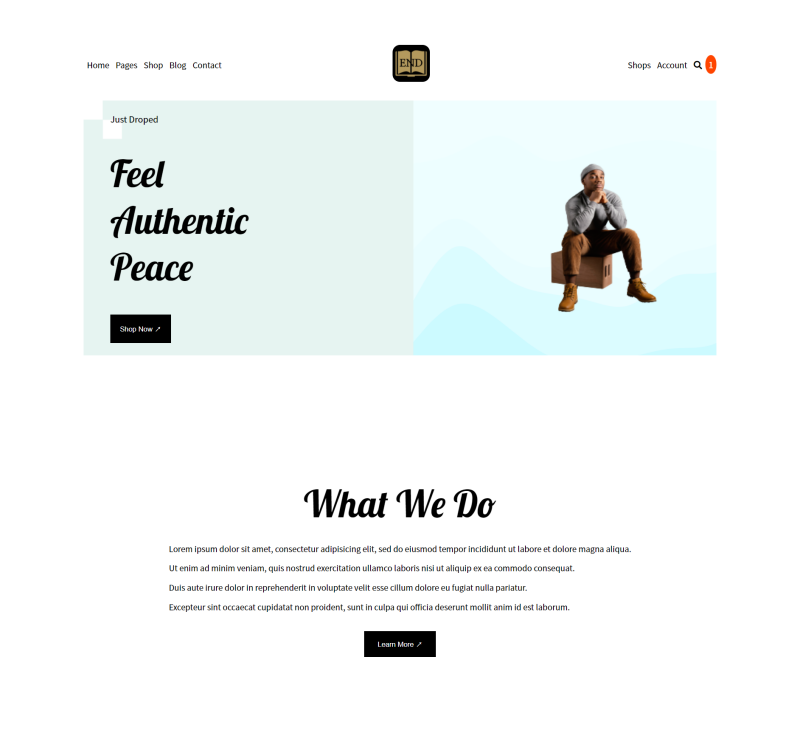 Home Pages Shop Blog Contact
END
Shops Account 1
Just Droped
Feel
Authentic
Peace
Shop Now ↗
What We Do
Lorem ipsum dolor sit amet, consectetur adipisicing elit, sed do eiusmod tempor incididunt ut labore et dolore magna aliqua.
Ut enim ad minim veniam, quis nostrud exercitation ullamco laboris nisi ut aliquip ex ea commodo consequat.
Duis aute irure dolor in reprehenderit in voluptate velit esse cillum dolore eu fugiat nulla pariatur.
Excepteur sint occaecat cupidatat non proident, sunt in culpa qui officia deserunt mollit anim id est laborum.
Learn More ↗